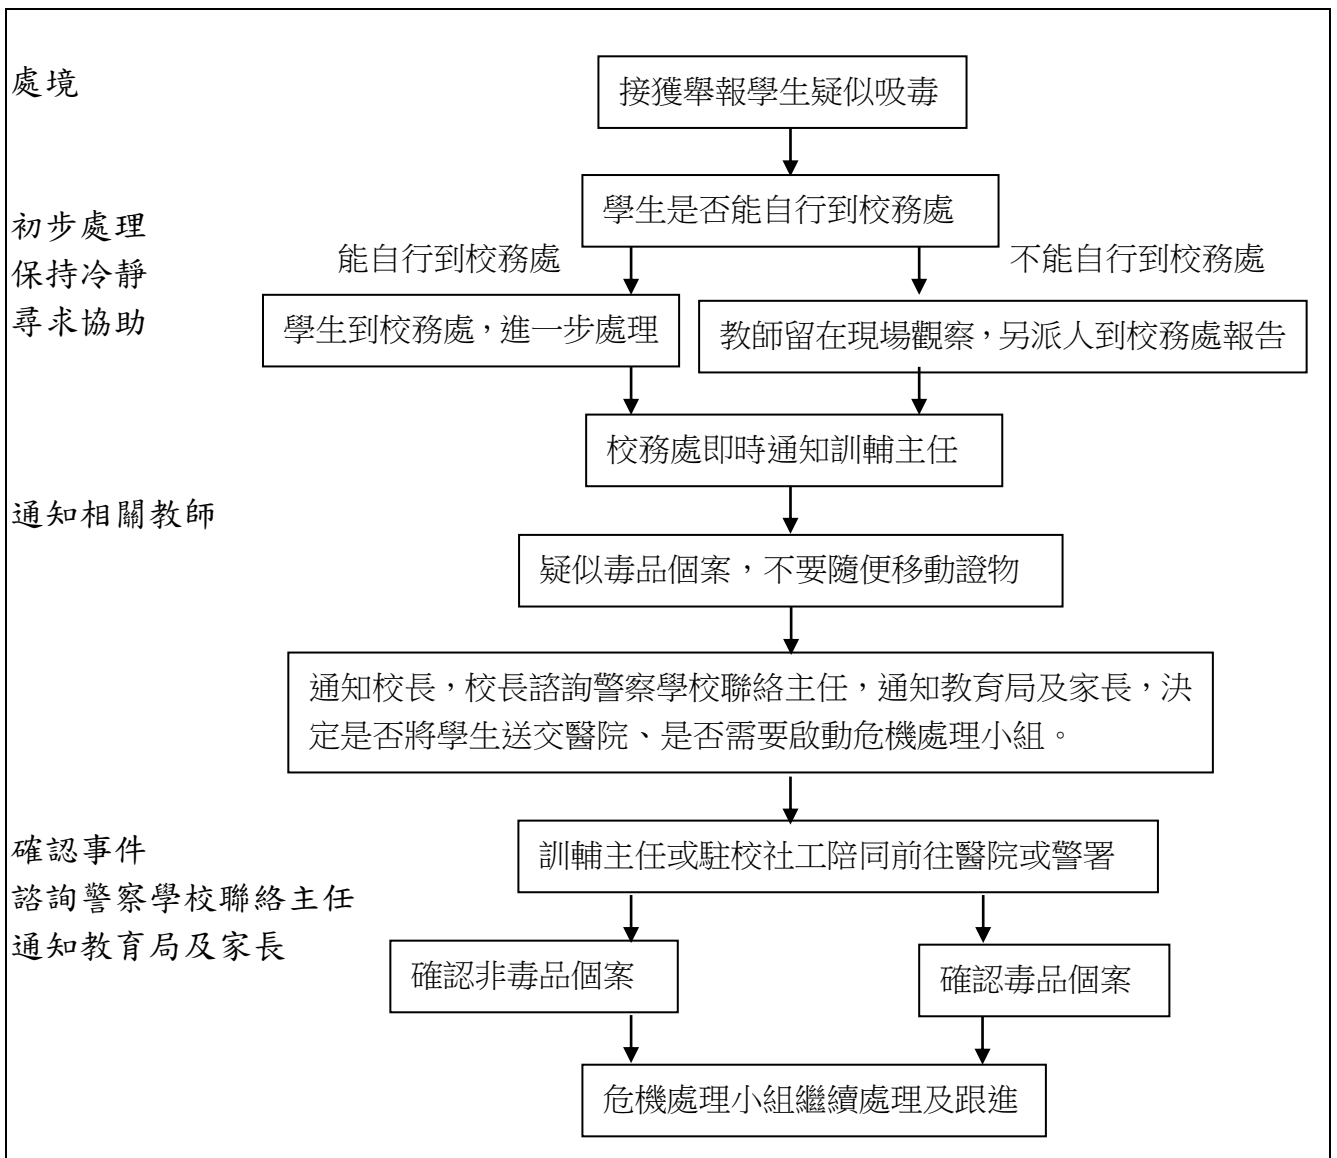 處境
接獲舉報學生疑似吸毒
學生是否能自行到校務處
初步處理
保持冷靜
尋求協助
能自行到校務處
不能自行到校務處
學生到校務處，進一步處理
教師留在現場觀察，另派人到校務處報告
校務處即時通知訓輔主任
通知相關教師
疑似毒品個案，不要隨便移動證物
通知校長，校長諮詢警察學校聯絡主任，通知教育局及家長，決
定是否將學生送交醫院、是否需要啟動危機處理小組。
確認事件
諮詢警察學校聯絡主任
通知教育局及家長
訓輔主任或駐校社工陪同前往醫院或警署
確認非毒品個案
確認毒品個案
危機處理小組繼續處理及跟進